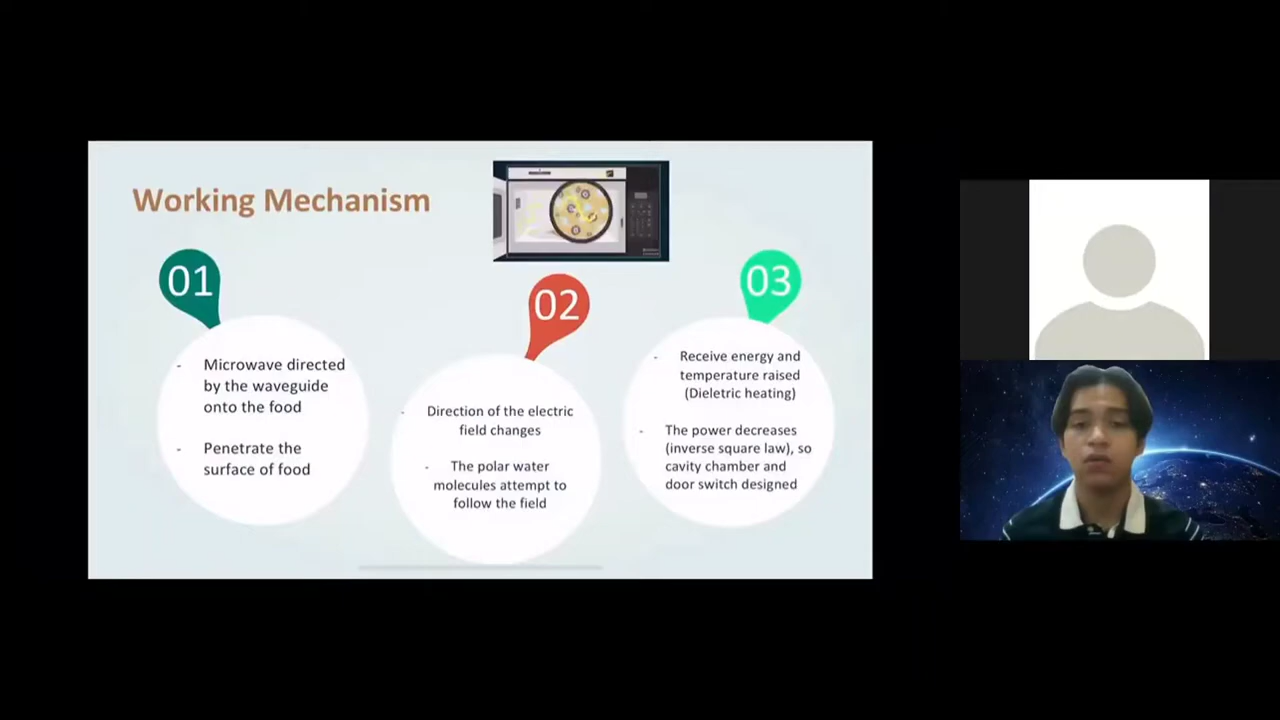 Working Mechanism
01
- Microwave directed
by the waveguide
onto the food
- Penetrate the
surface of food
02
- Direction of the electric
field changes
- The polar water
molecules attempt to
follow the field
03
- Receive energy and
temperature raised
(Dieletric heating)
- The power decreases
(inverse square law), so
cavity chamber and
door switch designed